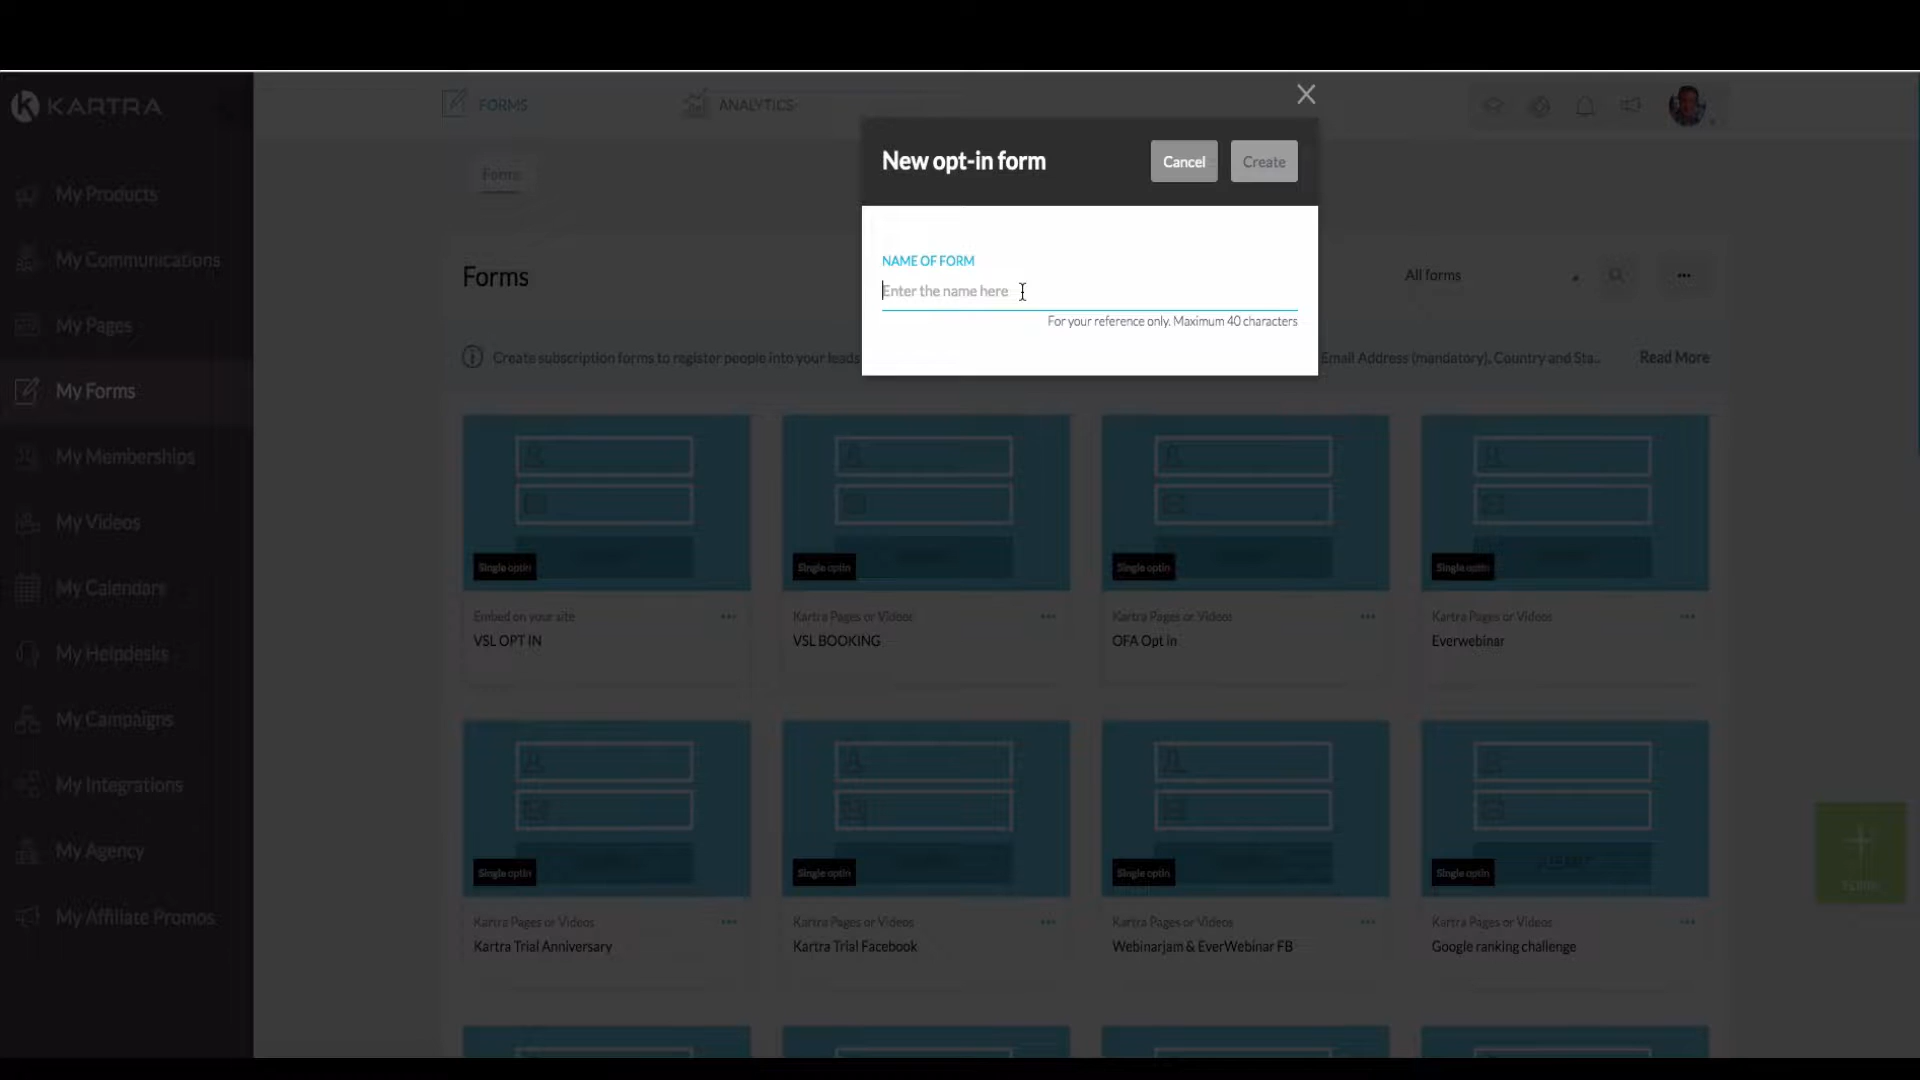 KARTRA
FORMS
ANALYTICS
New opt-in form
Cancel
Create
My Products
Forms
My Communications
NAME OF FORM
Forms
All forms
Enter the name here
My Pages
For your reference only. Maximum 40 characters
Create subscription forms to register people into your leads
Email Address (mandatory), Country and Sta..
Read More
My Forms
My Memberships
My Videos
Single optin
Single optin
Single optin
Single optin
My Calendars
Embed on your site
Kartra Pages or Videos
Kartra Pages or Videos
Kartra Pages or Videos
VSL OPT IN
VSL BOOKING
OFA Opt in
Everwebinar
My Helpdesks
My Campaigns
My Integrations
My Agency
Single optin
Single optin
Single optin
Single optin
My Affiliate Promos
Kartra Pages or Videos
Kartra Pages or Videos
Kartra Pages or Videos
Kartra Pages or Videos
Kartra Trial Anniversary
Kartra Trial Facebook
Webinarjam & EverWebinar FB
Google ranking challenge